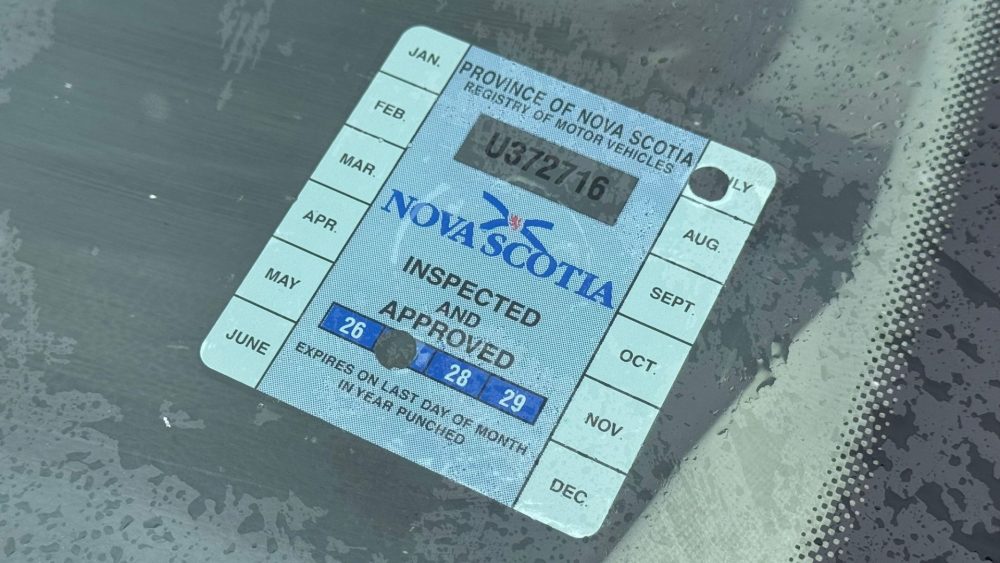 JAN.
FEB.
MAR.
APR.
MAY
JUNE
PROVINCE OF NOVA SCOTIA
REGISTRY OF MOTOR VEHICLES
U372716
NOVA SCOTIA
INSPECTED
AND
APPROVED
26 28 29
EXPIRES ON LAST DAY OF MONTH
IN YEAR PUNCHED
LY
AUG.
SEPT.
OCT.
NOV.
DEC.